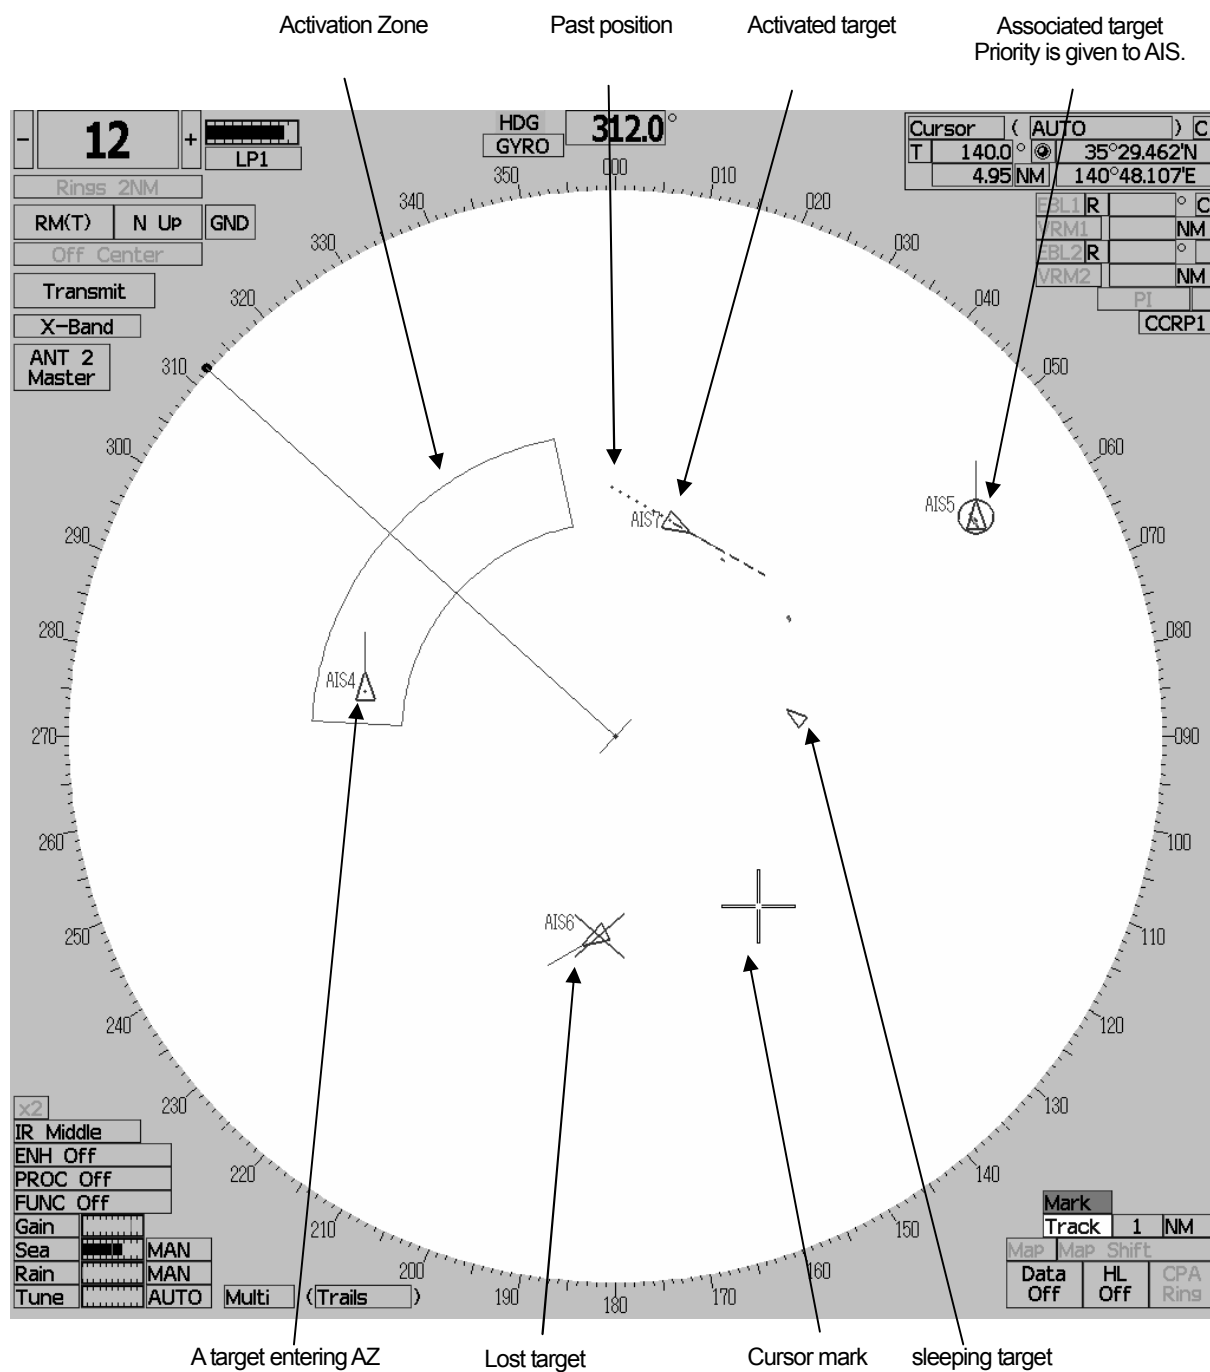 Activation Zone
Past position
Activated target
Associated target
Priority is given to AIS.
− 12 +
LP1
HDG
GYRO
312.0°
Cursor ( AUTO ) C
T 140.0 ° 35°29.462'N
4.95 NM 140°48.107'E
Rings 2NM
RM(T) N Up GND
Off Center
Transmit
X-Band
ANT 2
Master
EBL1 R ° C
VRM1 NM
EBL2 R °
VRM2 NM
PI
CCRP1
000
010
020
030
040
050
060
070
080
090
100
110
120
130
140
150
160
170
180
190
200
210
220
230
240
250
260
270
280
290
300
310
320
330
340
350
AIS5
AIS7
AIS4
AIS6
x2
IR Middle
ENH Off
PROC Off
FUNC Off
Gain
Sea MAN
Rain MAN
Tune AUTO
Multi (Trails )
Mark
Track 1 NM
Map Map Shift
Data Off
HL Off
CPA Ring
A target entering AZ
Lost target
Cursor mark
sleeping target